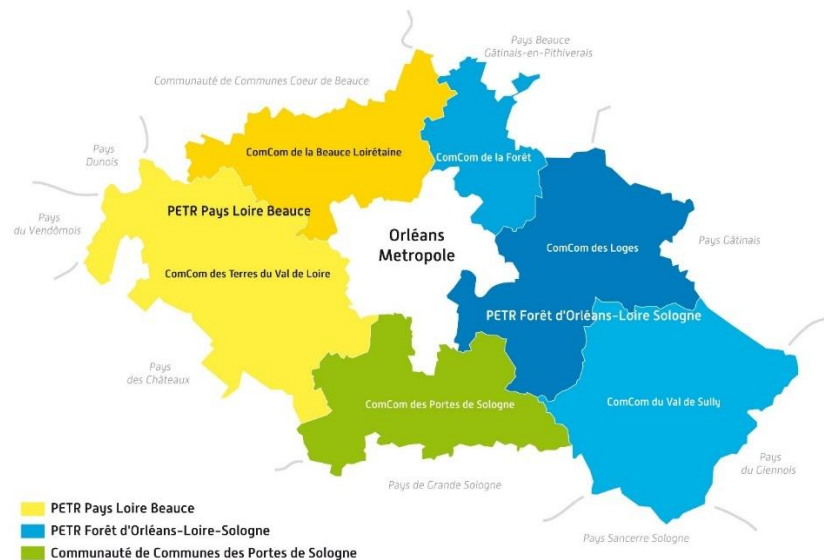 Pays Beauce
Gâtinais-en-Pithiverais
Communauté de Communes Coeur de Beauce
Pays
Dunois
ComCom de la Beauce Loirétaine
ComCom de la Forêt
Pays
du Vendômois
PETR Pays Loire Beauce
Orléans
Metropole
ComCom des Loges
Pays Gâtinais
ComCom des Terres du Val de Loire
PETR Forêt d'Orléans-Loire Sologne
Pays
des Châteaux
ComCom des Portes de Sologne
ComCom du Val de Sully
Pays
du Giennois
Pays de Grande Sologne
Pays Sancerre Sologne
PETR Pays Loire Beauce
PETR Forêt d'Orléans-Loire-Sologne
Communauté de Communes des Portes de Sologne